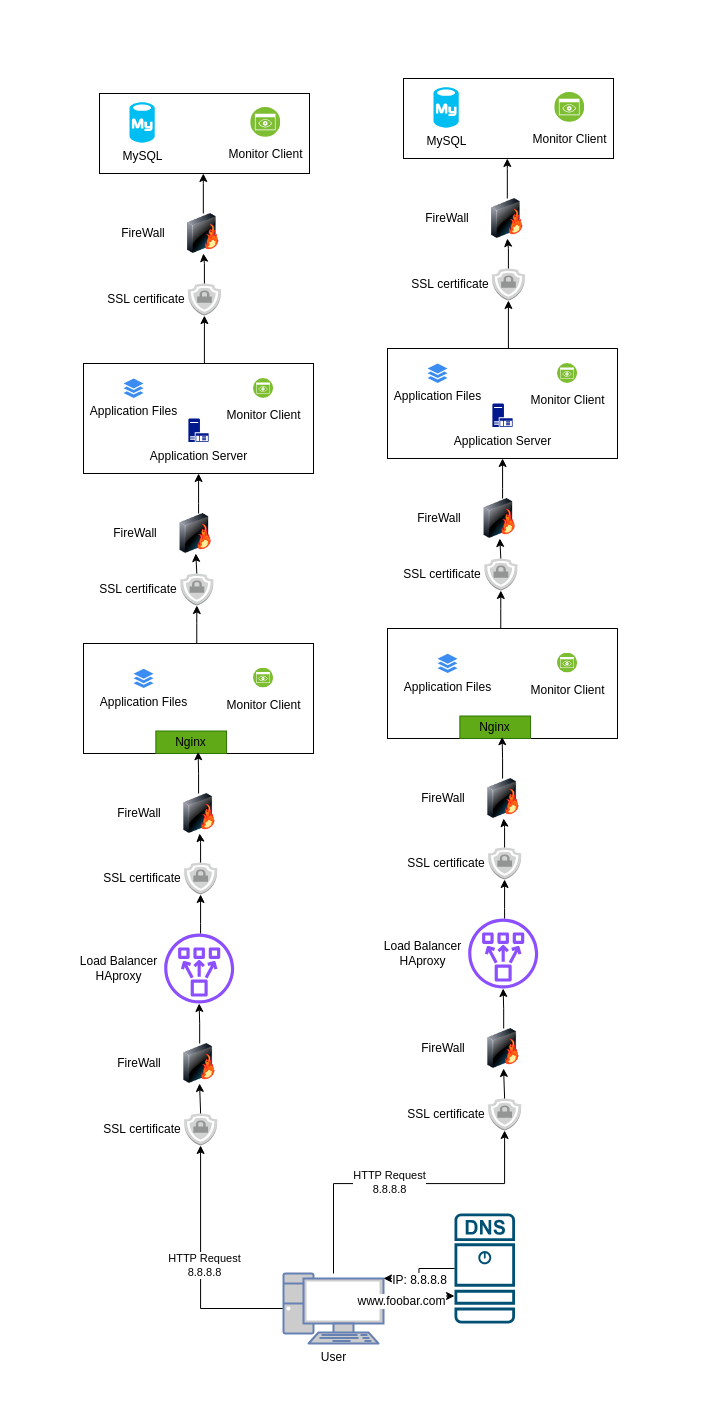 My
MySQL
Monitor Client
FireWall
SSL certificate
Application Files
Monitor Client
Application Server
FireWall
SSL certificate
Application Files
Monitor Client
Nginx
FireWall
SSL certificate
Load Balancer
HAproxy
FireWall
SSL certificate
HTTP Request
8.8.8.8
My
MySQL
Monitor Client
FireWall
SSL certificate
Application Files
Monitor Client
Application Server
FireWall
SSL certificate
Application Files
Monitor Client
Nginx
FireWall
SSL certificate
Load Balancer
HAproxy
FireWall
SSL certificate
HTTP Request
8.8.8.8
DNS
IP: 8.8.8.8
www.foobar.com
User